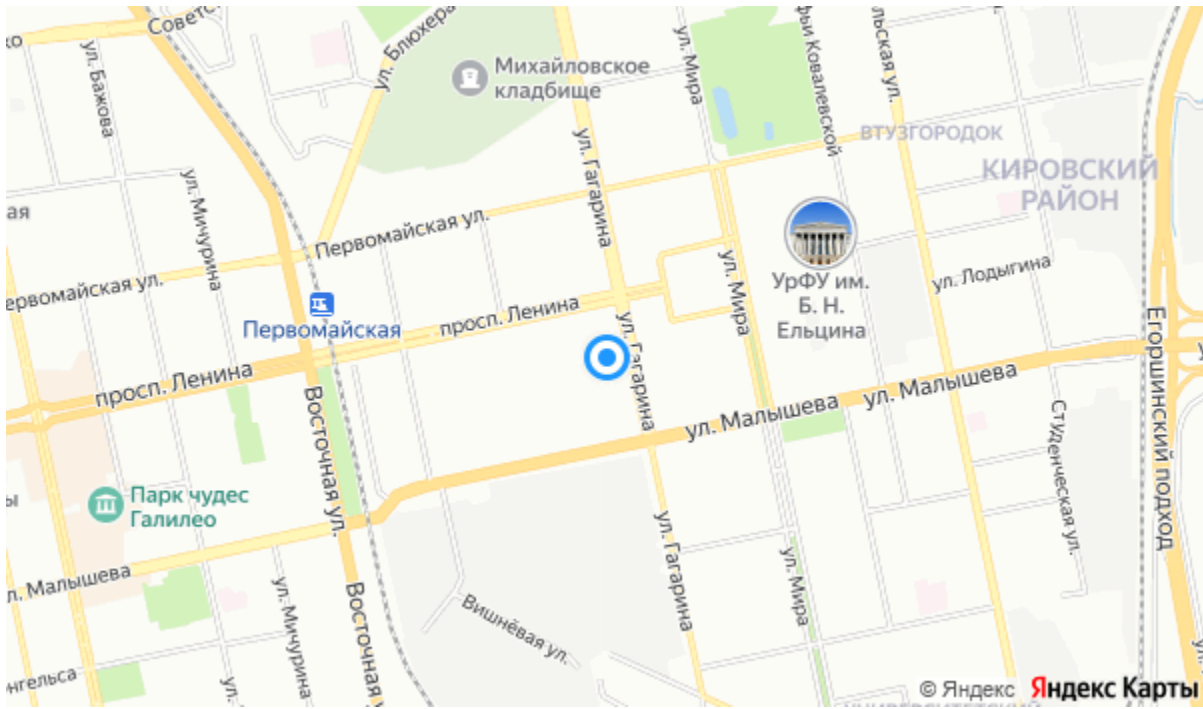 Советс
ко
ул. Бажова
ул. Блюхера
Михайловское
кладбище
ул. Мира
фьи Ковалевской
льская ул.
ВТУЗГОРОДОК
КИРОВСКИЙ
РАЙОН
ул. Гагарина
ул. Мичурина
ая
Первомайская ул.
ервомайская ул.
ул. Мира
УрФУ им.
Б. Н.
Ельцина
ул. Лодыгина
Первомайская
просп. Ленина
просп. Ленина
ул. Гагарина
Егоршинский подход
Восточная ул.
ул. Малышева
ул. Малышева
Студенческая ул.
ы
Парк чудес
Галилео
л. Малышева
ул. Гагарина
ул. Мира
ул. Мичурина
Восточная у
Вишнёвая ул.
нгельса
ул.
© Яндекс Яндекс Карты